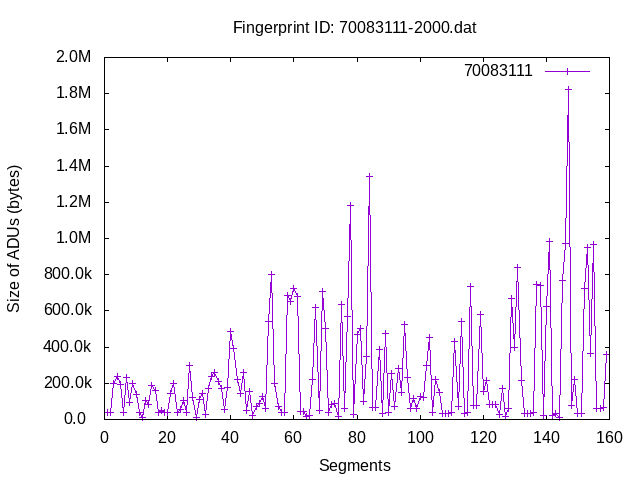 Fingerprint ID: 70083111-2000.dat
70083111
2.0M
1.8M
1.6M
1.4M
1.2M
1.0M
800.0k
600.0k
400.0k
200.0k
0.0
Size of ADUs (bytes)
0 20 40 60 80 100 120 140 160
Segments